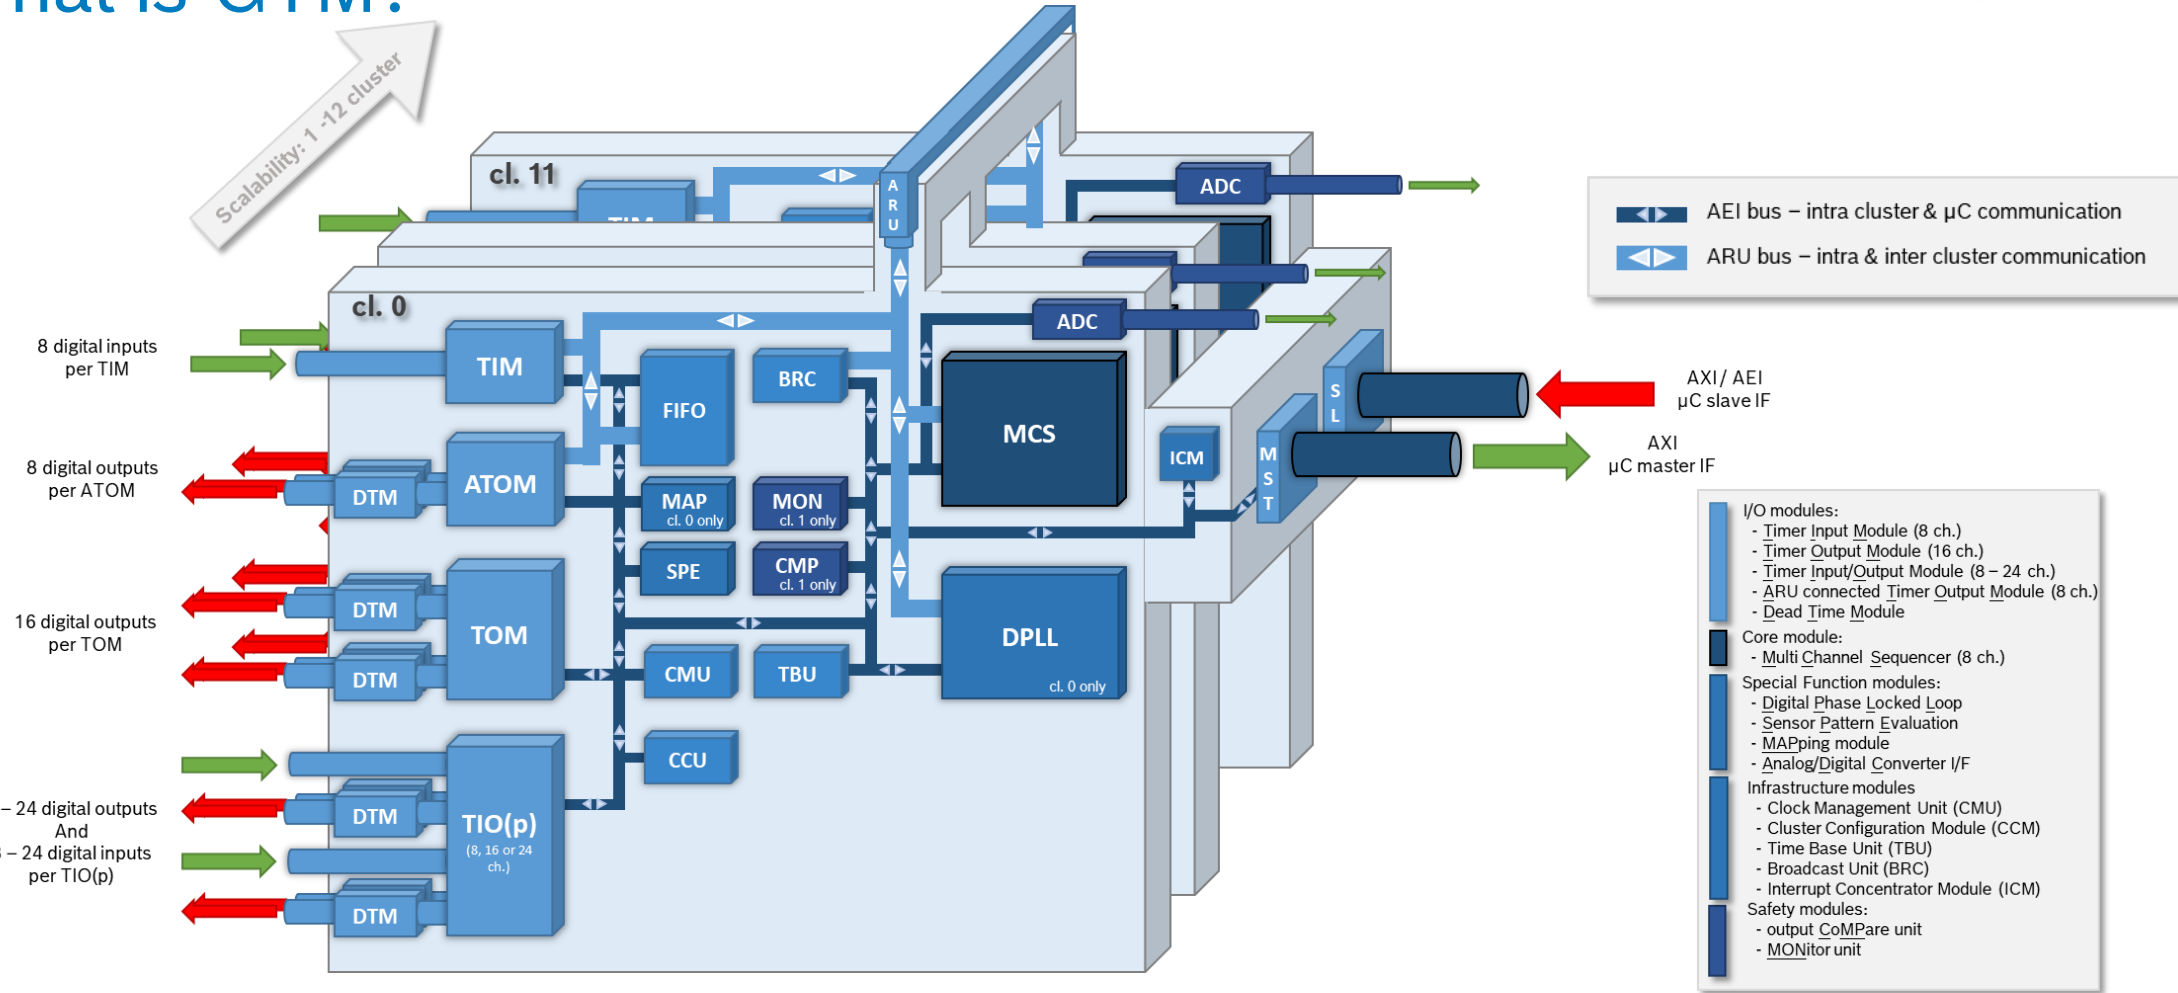 hat is GTM?
Scalability: 1 -12 cluster
cl. 11
TIM
ADC
ARU
AEI bus – intra cluster & µC communication
ARU bus – intra & inter cluster communication
cl. 0
8 digital inputs
per TIM
TIM
FIFO
BRC
ADC
MCS
ICM
MST
SL
AXI/ AEI
µC slave IF
AXI
µC master IF
8 digital outputs
per ATOM
DTM
ATOM
MAP
cl. 0 only
MON
cl. 1 only
SPE
CMP
cl. 1 only
16 digital outputs
per TOM
DTM
DTM
TOM
CMU
TBU
DPLL
cl. 0 only
CCU
– 24 digital outputs
And
– 24 digital inputs
per TIO(p)
DTM
DTM
TIO(p)
(8, 16 or 24
ch.)
I/O modules:
- Timer Input Module (8 ch.)
- Timer Output Module (16 ch.)
- Timer Input/Output Module (8 – 24 ch.)
- ARU connected Timer Output Module (8 ch.)
- Dead Time Module
Core module:
- Multi Channel Sequencer (8 ch.)
Special Function modules:
- Digital Phase Locked Loop
- Sensor Pattern Evaluation
- MAPping module
- Analog/Digital Converter I/F
Infrastructure modules
- Clock Management Unit (CMU)
- Cluster Configuration Module (CCM)
- Time Base Unit (TBU)
- Broadcast Unit (BRC)
- Interrupt Concentrator Module (ICM)
Safety modules:
- output CoMPare unit
- MONitor unit